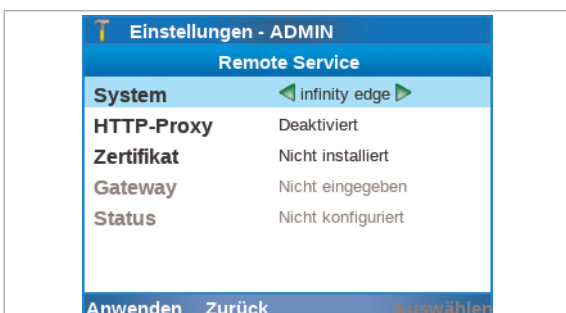 Einstellungen - ADMIN
Remote Service
System infinity edge
HTTP-Proxy Deaktiviert
Zertifikat Nicht installiert
Gateway Nicht eingegeben
Status Nicht konfiguriert
Anwenden Zurück Auswählen